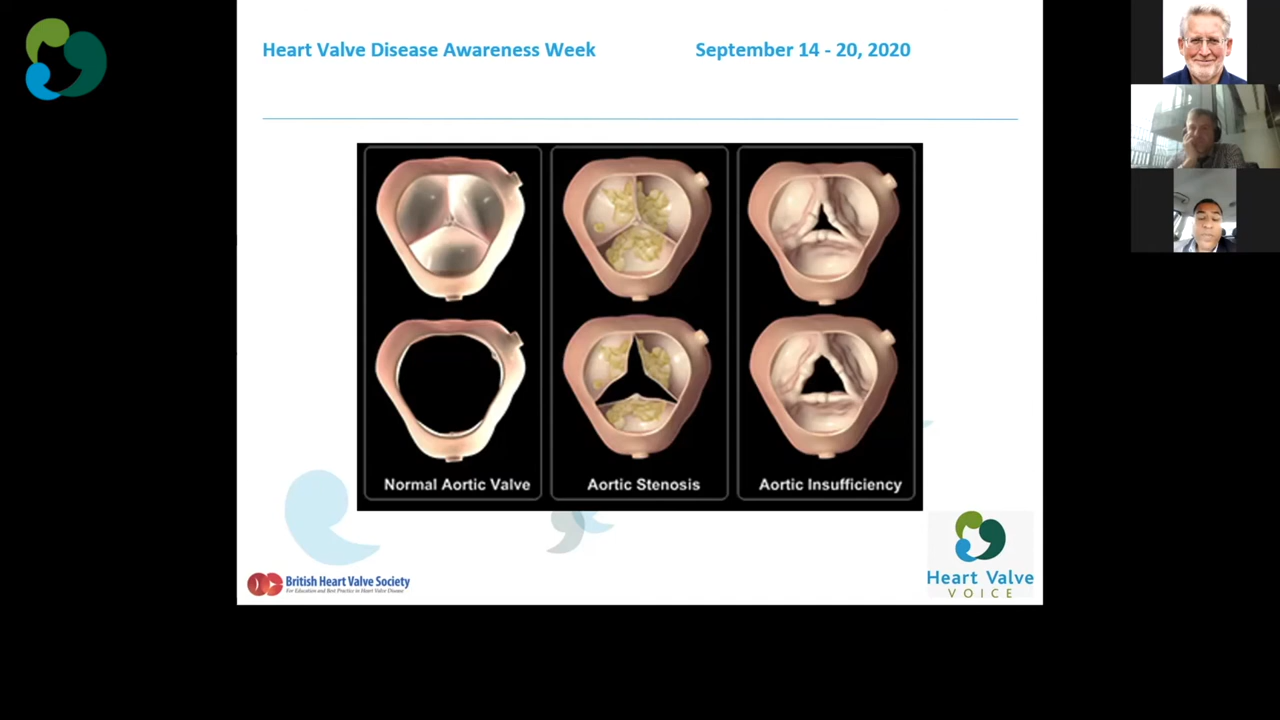 Heart Valve Disease Awareness Week September 14 - 20, 2020
Normal Aortic Valve
Aortic Stenosis
Aortic Insufficiency
British Heart Valve Society
For Education and Best Practice in Heart Valve Disease
Heart Valve
VOICE